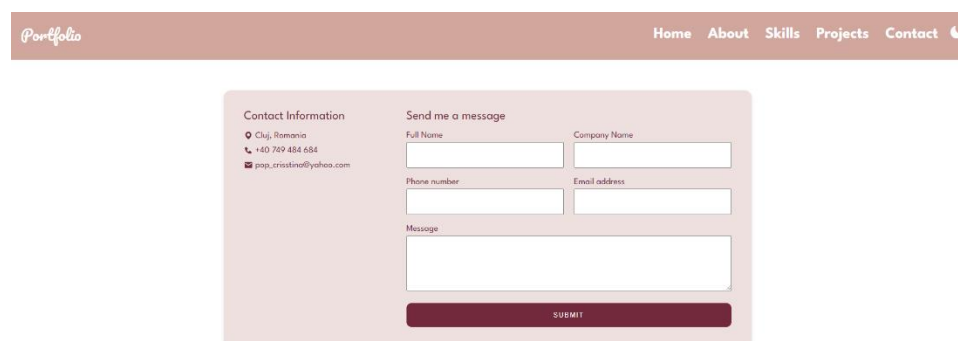 Portfolio
Home About Skills Projects Contact
Contact Information
Cluj, Romania
+40 749 484 684
pop_crisstina@yahoo.com
Send me a message
Full Name
Company Name
Phone number
Email address
Message
SUBMIT